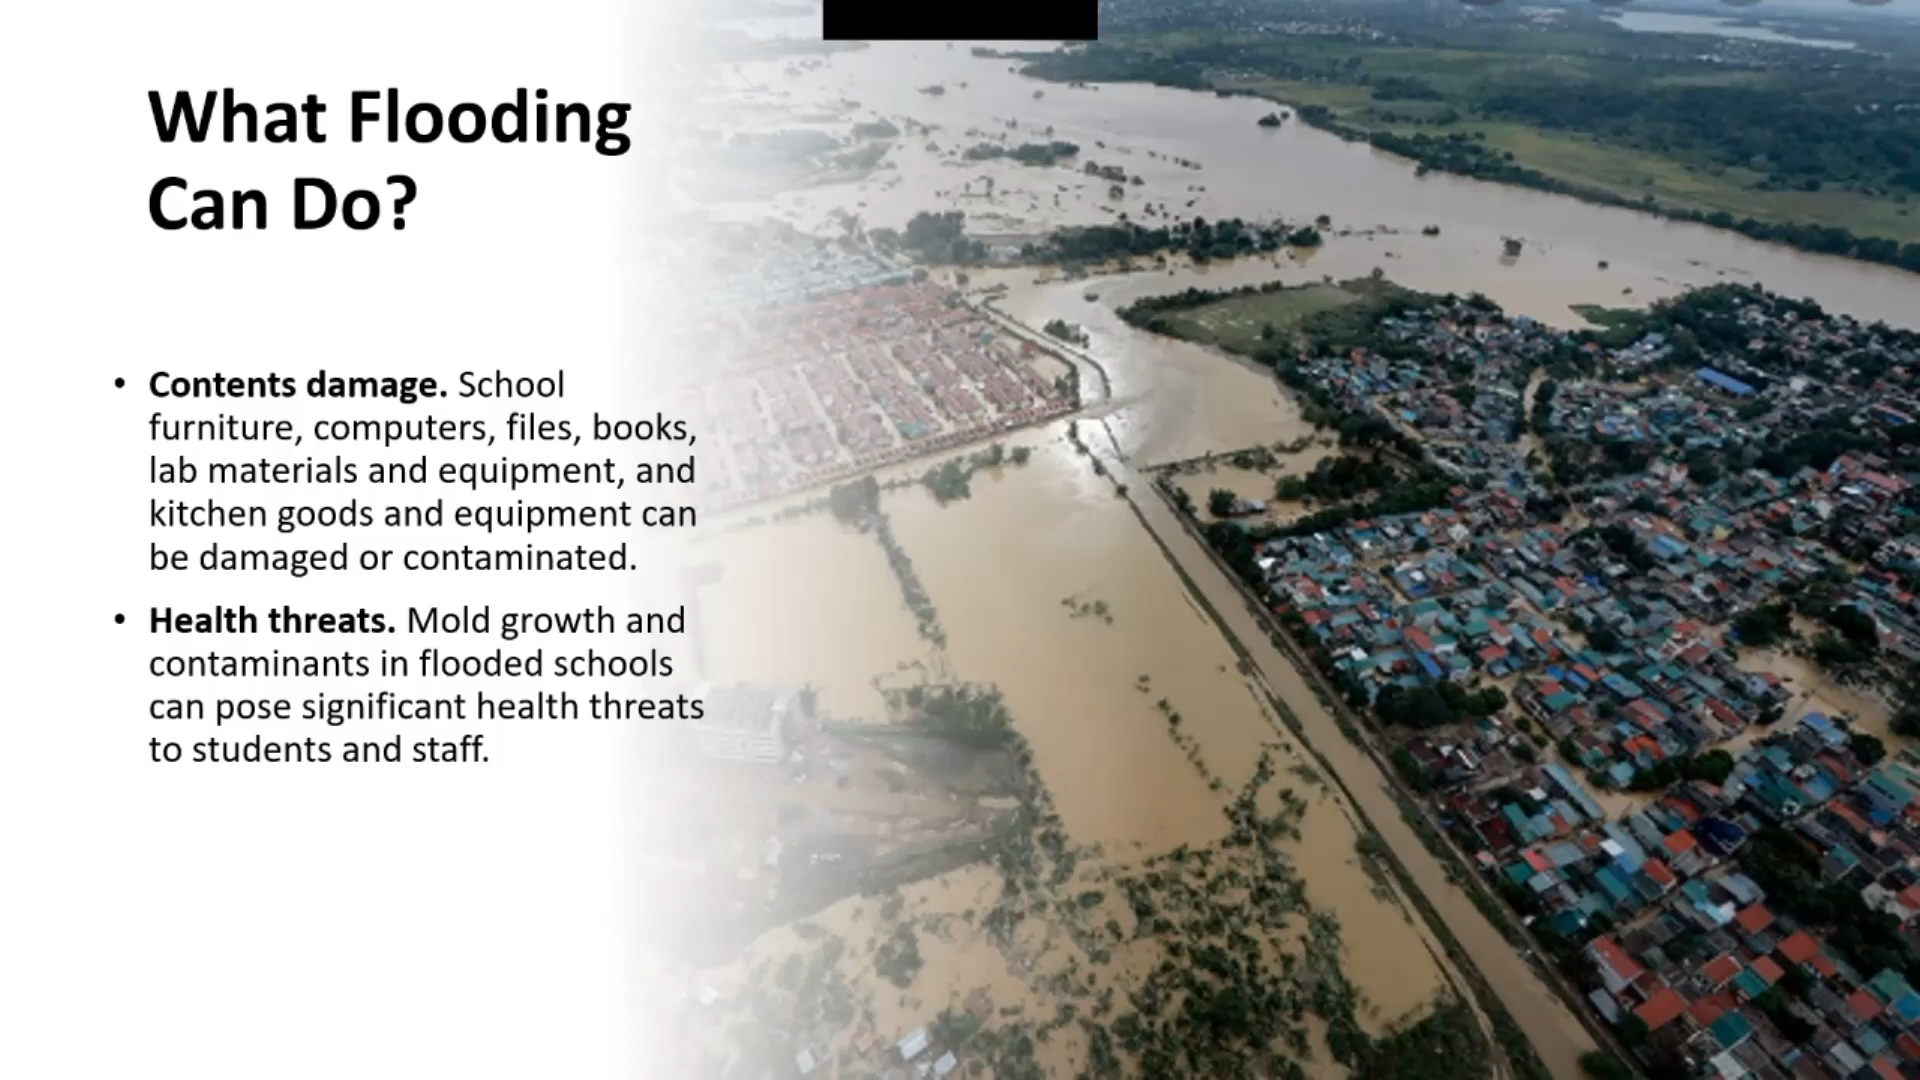 What Flooding
Can Do?
• Contents damage. School
furniture, computers, files, books,
lab materials and equipment, and
kitchen goods and equipment can
be damaged or contaminated.
• Health threats. Mold growth and
contaminants in flooded schools
can pose significant health threats
to students and staff.